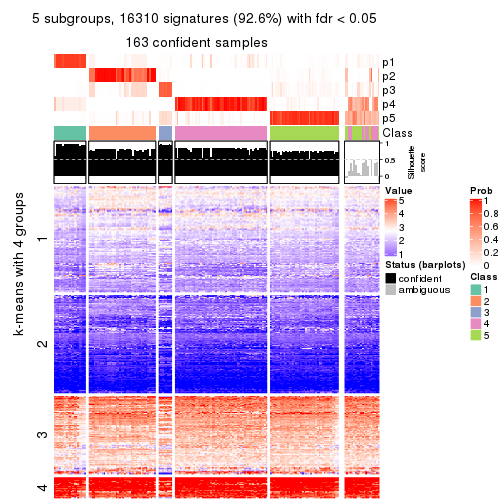 5 subgroups, 16310 signatures (92.6%) with fdr < 0.05
163 confident samples
p1
p2
p3
p4
p5
Class
1
0.5
0
Silhouette
score
k-means with 4 groups
1
2
3
4
Value
5
4
3
2
1
Status (barplots)
confident
ambiguous
Prob
1
0.8
0.6
0.4
0.2
0
Class
1
2
3
4
5